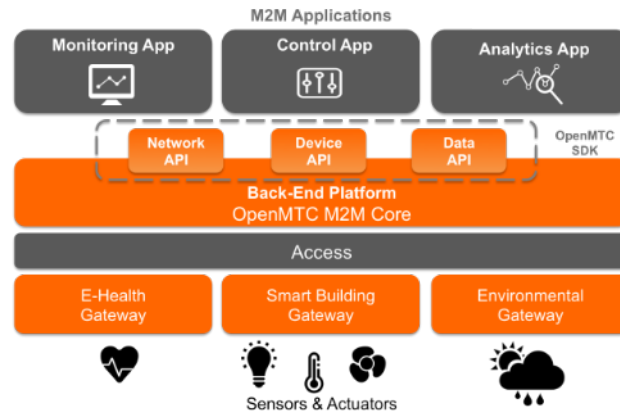 M2M Applications
Monitoring App
Control App
Analytics App
Network
API
Device
API
Data
API
OpenMTC
SDK
Back-End Platform
OpenMTC M2M Core
Access
E-Health
Gateway
Smart Building
Gateway
Environmental
Gateway
Sensors & Actuators